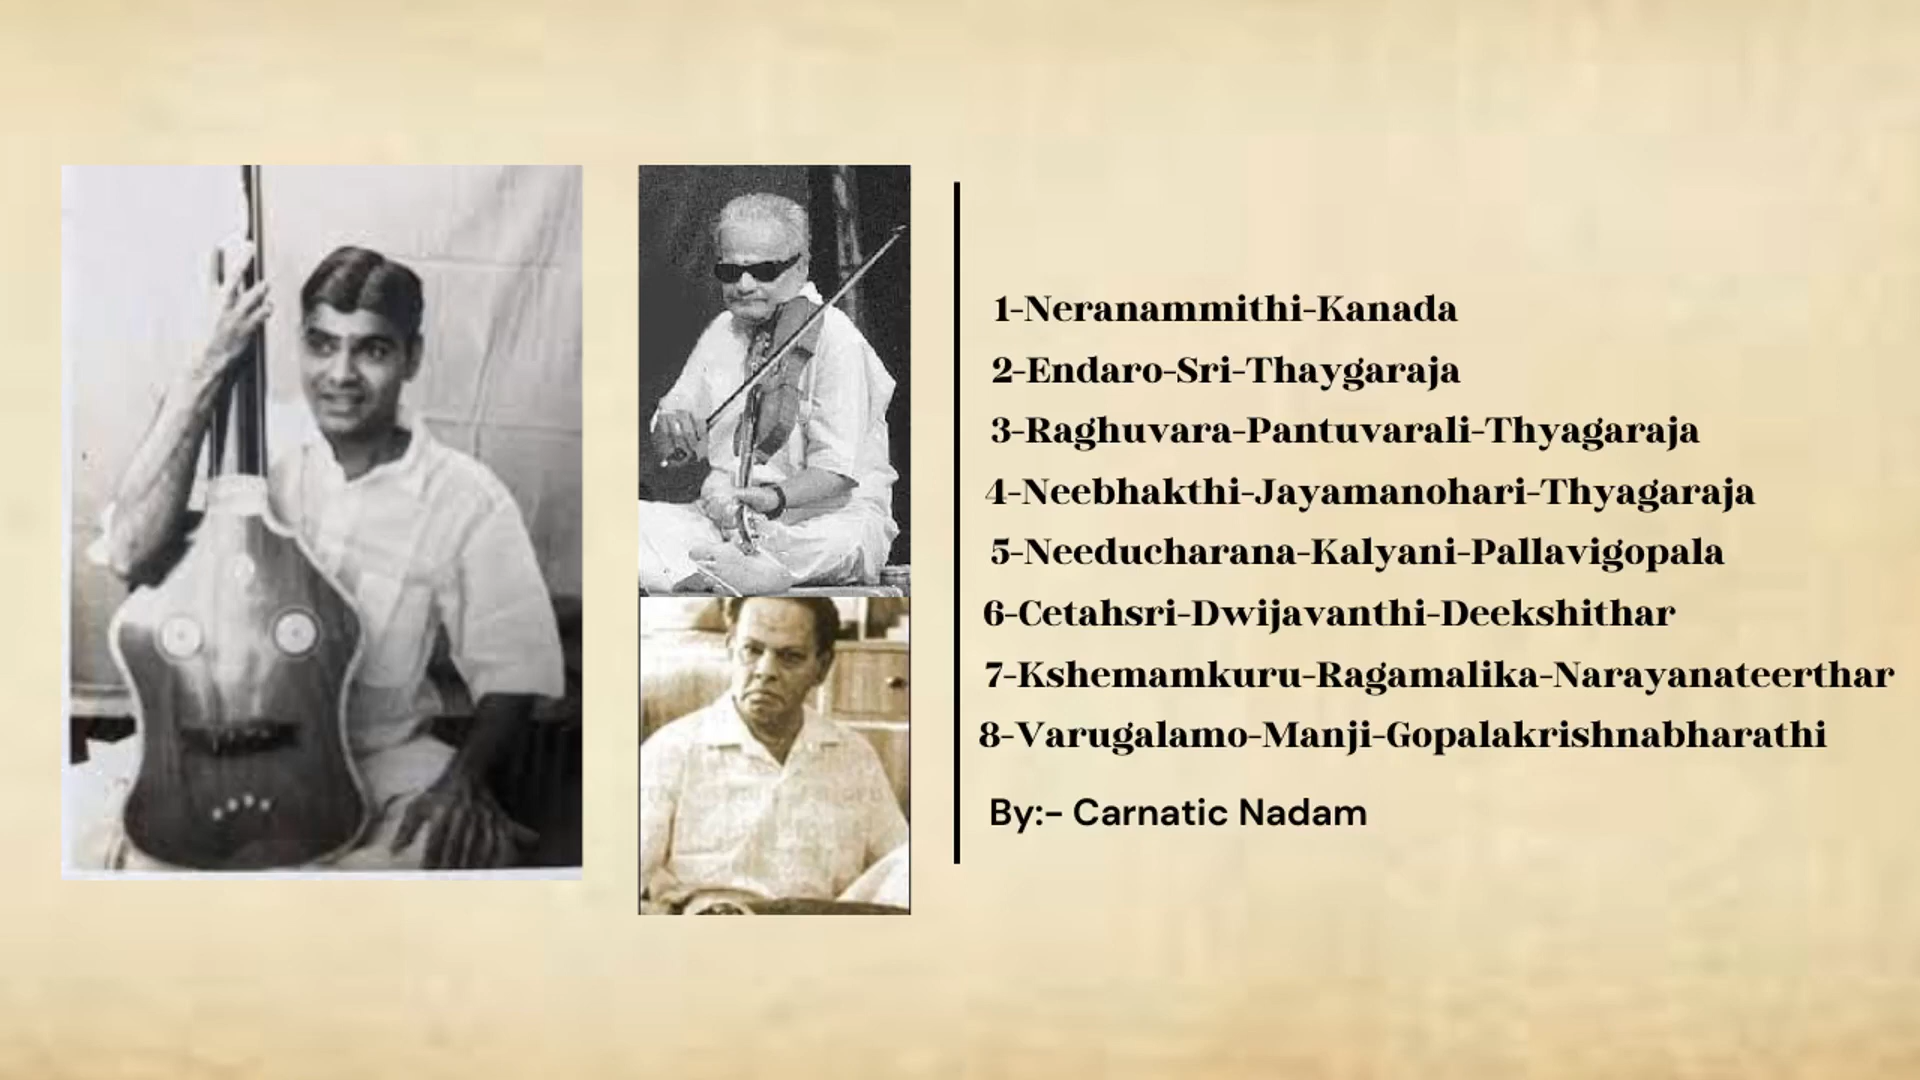 1-Neranammithi-Kanada
2-Endaro-Sri-Thaygaraja
3-Raghuvara-Pantuvarali-Thyagaraja
4-Neebhakthi-Jayamanohari-Thyagaraja
5-Needucharana-Kalyani-Pallavigopala
6-Cetahsri-Dwijavanthi-Deekshithar
7-Kshemamkuru-Ragamalika-Narayanateerthar
8-Varugalamo-Manji-Gopalakrishnabharathi
By:- Carnatic Nadam